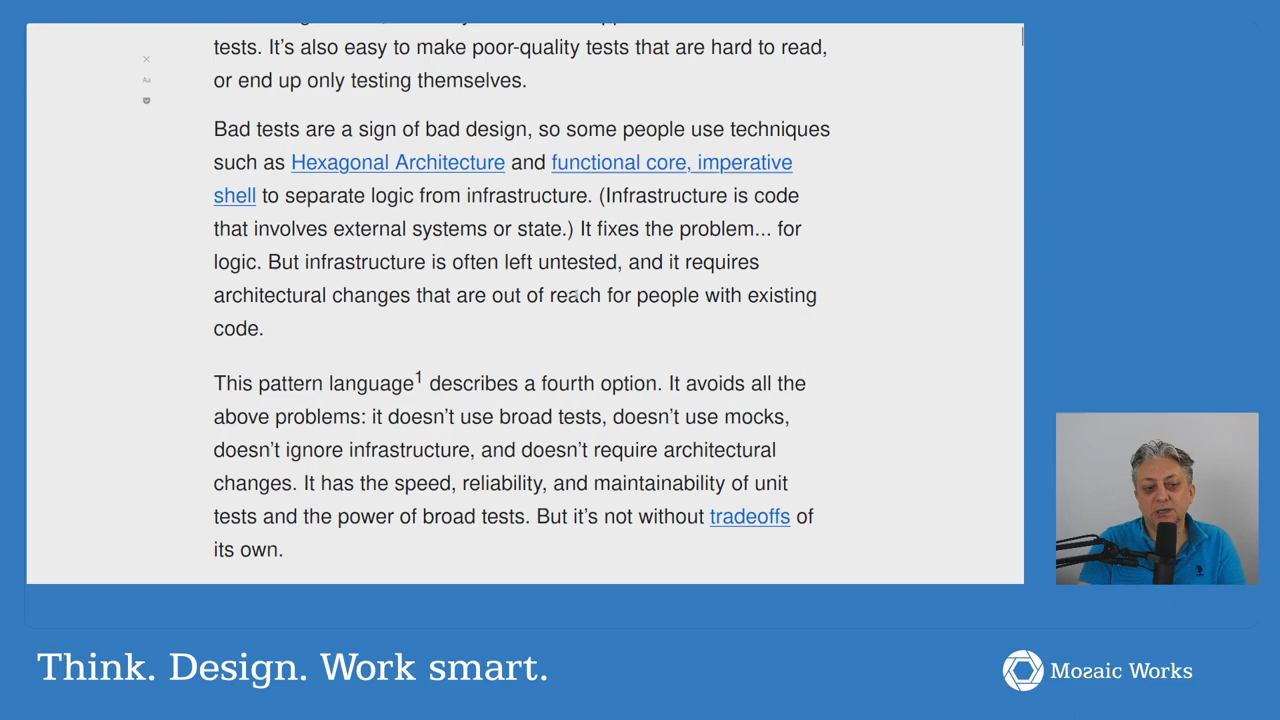 tests. It's also easy to make poor-quality tests that are hard to read,
or end up only testing themselves.
Aa
Bad tests are a sign of bad design, so some people use techniques
such as Hexagonal Architecture and functional core, imperative
shell to separate logic from infrastructure. (Infrastructure is code
that involves external systems or state.) It fixes the problem... for
logic. But infrastructure is often left untested, and it requires
architectural changes that are out of reach for people with existing
code.
This pattern language1 describes a fourth option. It avoids all the
above problems: it doesn't use broad tests, doesn't use mocks,
doesn't ignore infrastructure, and doesn't require architectural
changes. It has the speed, reliability, and maintainability of unit
tests and the power of broad tests. But it's not without tradeoffs of
its own.
Think. Design. Work smart.
Mozaic Works